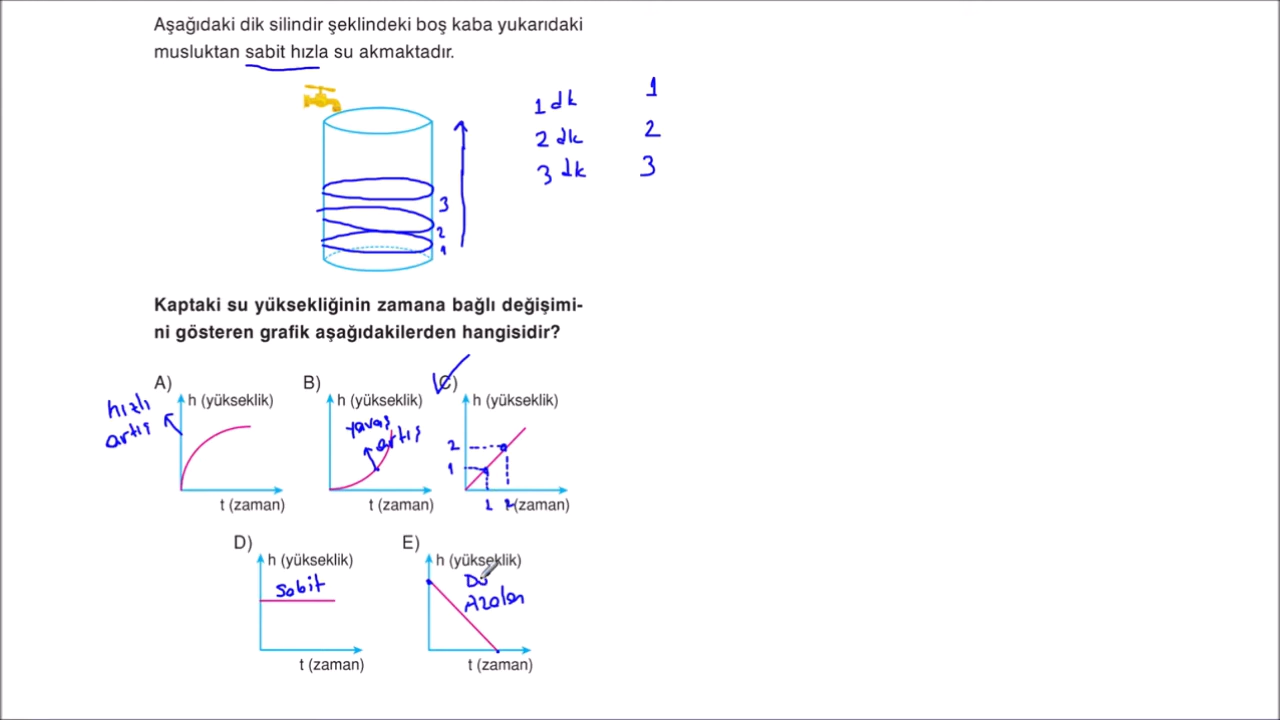 Aşağıdaki dik silindir şeklindeki boş kaba yukarıdaki
musluktan sabit hızla su akmaktadır.
1 dk 1
2 dk 2
3 dk 3
3
2
1
Kaptaki su yüksekliğinin zamana bağlı değişimi-
ni gösteren grafik aşağıdakilerden hangisidir?
A)
h (yükseklik)
hızlı
artış
t (zaman)
B)
h (yükseklik)
yavaş
artış
t (zaman)
C)
h (yükseklik)
2
1
1 2
(zaman)
D)
h (yükseklik)
Sabit
t (zaman)
E)
h (yükseklik)
Azalan
t (zaman)